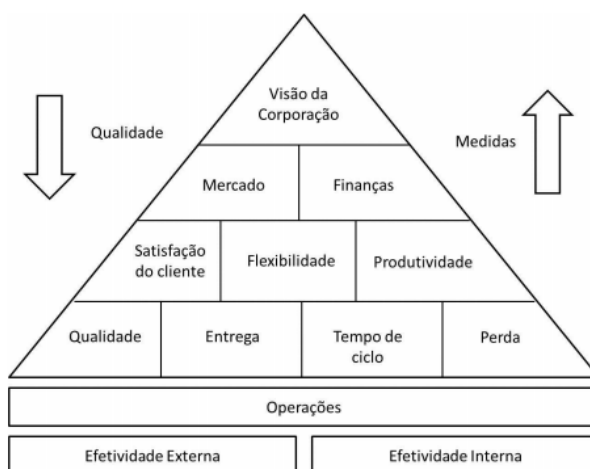 Visão da
Corporação
Qualidade
Medidas
Mercado
Finanças
Satisfação
do cliente
Flexibilidade
Produtividade
Qualidade
Entrega
Tempo de
ciclo
Perda
Operações
Efetividade Externa
Efetividade Interna